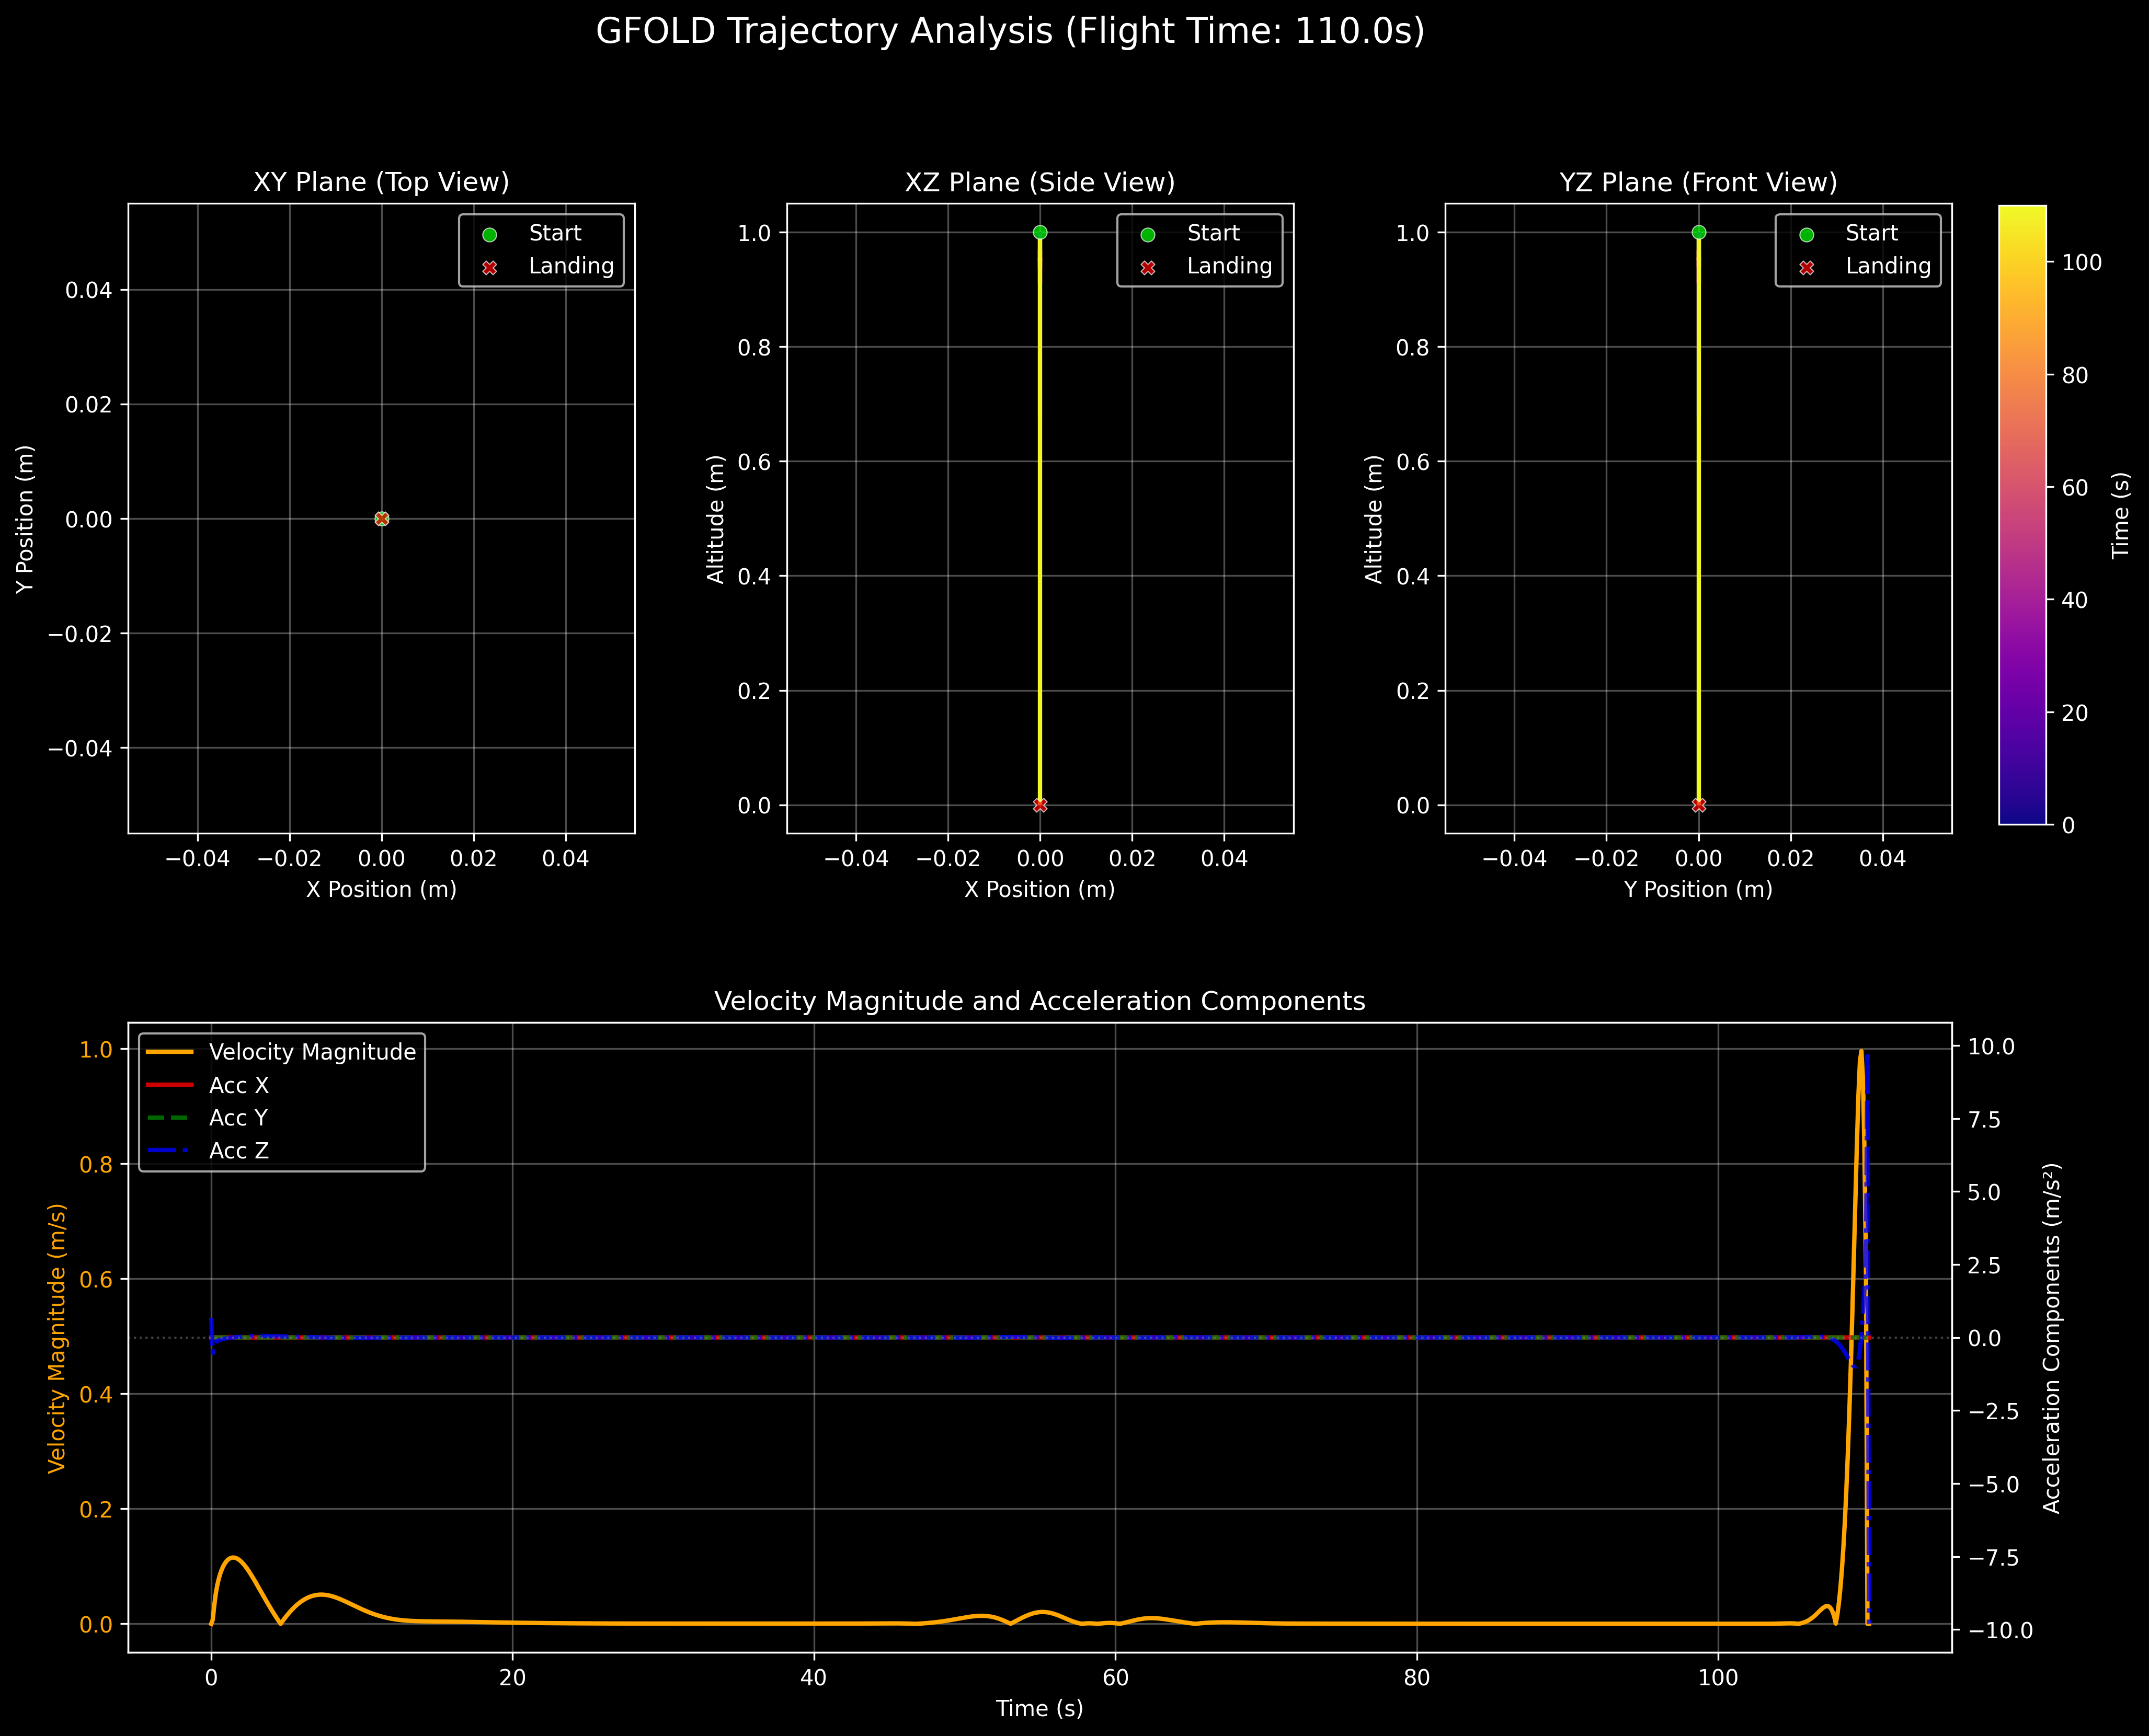 GFOLD Trajectory Analysis (Flight Time: 110.0s)
XY Plane (Top View)
Start
Landing
0.04
0.02
0.00
−0.02
−0.04
Y Position (m)
−0.04 −0.02 0.00 0.02 0.04
X Position (m)
XZ Plane (Side View)
Start
Landing
1.0
0.8
0.6
0.4
0.2
0.0
Altitude (m)
−0.04 −0.02 0.00 0.02 0.04
X Position (m)
YZ Plane (Front View)
Start
Landing
1.0
0.8
0.6
0.4
0.2
0.0
Altitude (m)
−0.04 −0.02 0.00 0.02 0.04
Y Position (m)
100
80
60
40
20
0
Time (s)
Velocity Magnitude and Acceleration Components
Velocity Magnitude
Acc X
Acc Y
Acc Z
1.0
0.8
0.6
0.4
0.2
0.0
Velocity Magnitude (m/s)
10.0
7.5
5.0
2.5
0.0
−2.5
−5.0
−7.5
−10.0
Acceleration Components (m/s²)
0 20 40 60 80 100
Time (s)